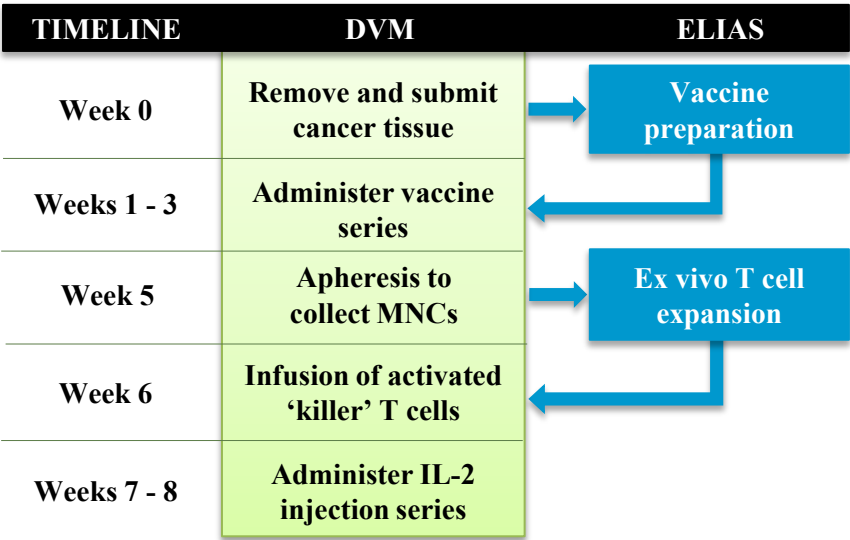 TIMELINE DVM ELIAS
Week 0
Remove and submit
cancer tissue
Vaccine
preparation
Weeks 1 - 3
Administer vaccine
series
Week 5
Apheresis to
collect MNCs
Ex vivo T cell
expansion
Week 6
Infusion of activated
‘killer’ T cells
Weeks 7 - 8
Administer IL-2
injection series